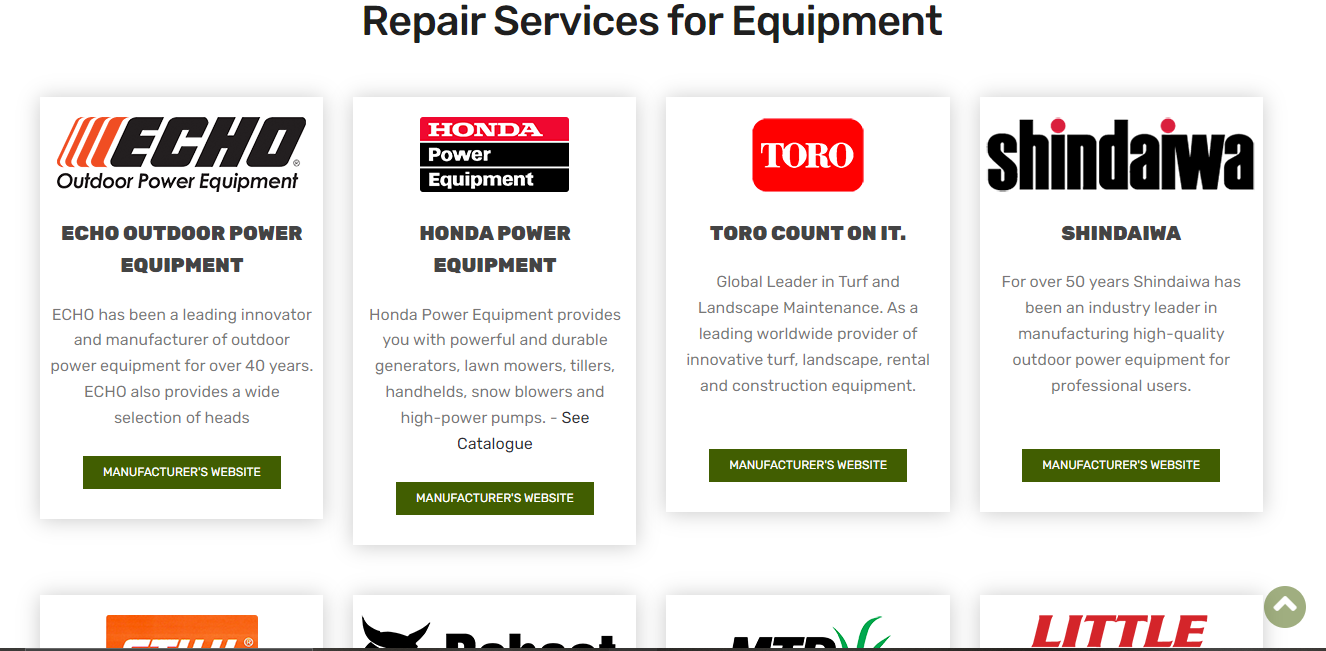 Repair Services for Equipment
ECHO®
Outdoor Power Equipment
HONDA
Power
Equipment
TORO
shindaiwa
ECHO OUTDOOR POWER
EQUIPMENT
ECHO has been a leading innovator
and manufacturer of outdoor
power equipment for over 40 years.
ECHO also provides a wide
selection of heads
MANUFACTURER'S WEBSITE
HONDA POWER
EQUIPMENT
Honda Power Equipment provides
you with powerful and durable
generators, lawn mowers, tillers,
handhelds, snow blowers and
high-power pumps. - See
Catalogue
MANUFACTURER'S WEBSITE
TORO COUNT ON IT.
Global Leader in Turf and
Landscape Maintenance. As a
leading worldwide provider of
innovative turf, landscape, rental
and construction equipment.
MANUFACTURER'S WEBSITE
SHINDAIWA
For over 50 years Shindaiwa has
been an industry leader in
manufacturing high-quality
outdoor power equipment for
professional users.
MANUFACTURER'S WEBSITE
STIHL®
Bobcat
MTD
LITTLE